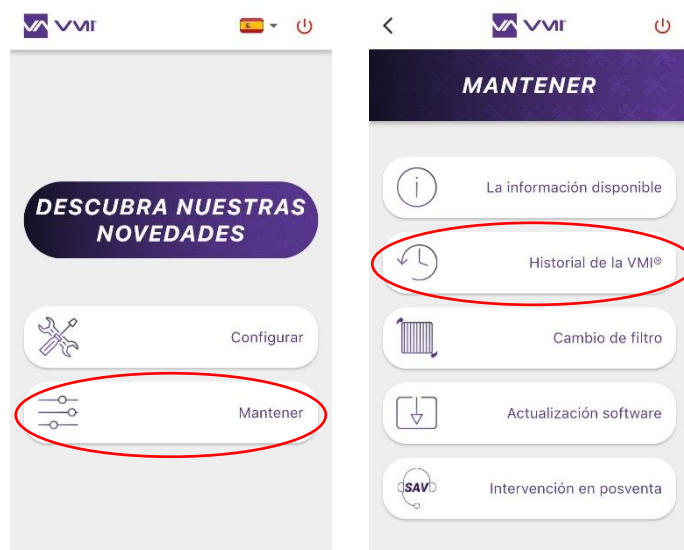 VMI
DESCUBRA NUESTRAS
NOVEDADES
Configurar
Mantener
VMI
MANTENER
La información disponible
Historial de la VMI®
Cambio de filtro
Actualización software
SAV
Intervención en posventa